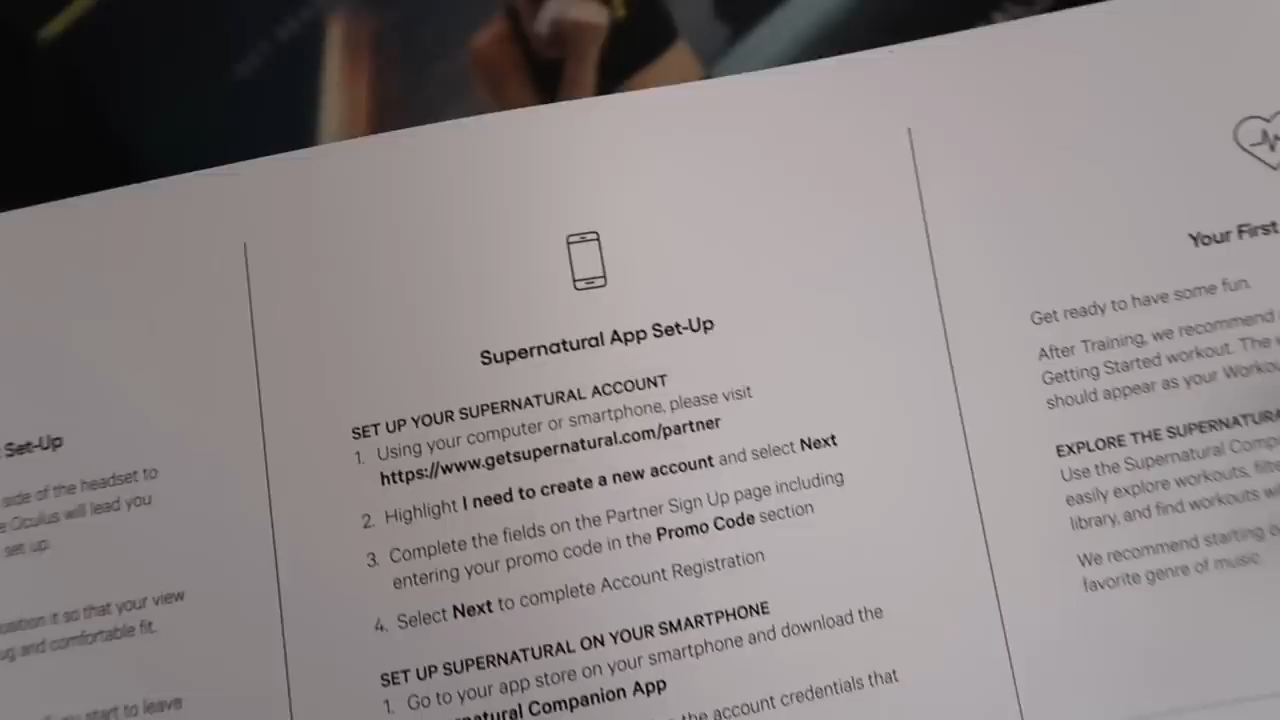 Set-Up
side of the headset to
Oculus will lead you
set up.
so that your view
and comfortable fit.
start to leave
Supernatural App Set-Up
SET UP YOUR SUPERNATURAL ACCOUNT
1. Using your computer or smartphone, please visit
https://www.getsupernatural.com/partner
2. Highlight I need to create a new account and select Next
3. Complete the fields on the Partner Sign Up page including
entering your promo code in the Promo Code section
4. Select Next to complete Account Registration
SET UP SUPERNATURAL ON YOUR SMARTPHONE
1. Go to your app store on your smartphone and download the
Companion App
the account credentials that
Your First
Get ready to have some fun.
After Training, we recommend
Getting Started workout. The
should appear as your
EXPLORE THE
Use the Supernatural
easily explore workouts,
library, and find workouts
We recommend starting
favorite genre of music.